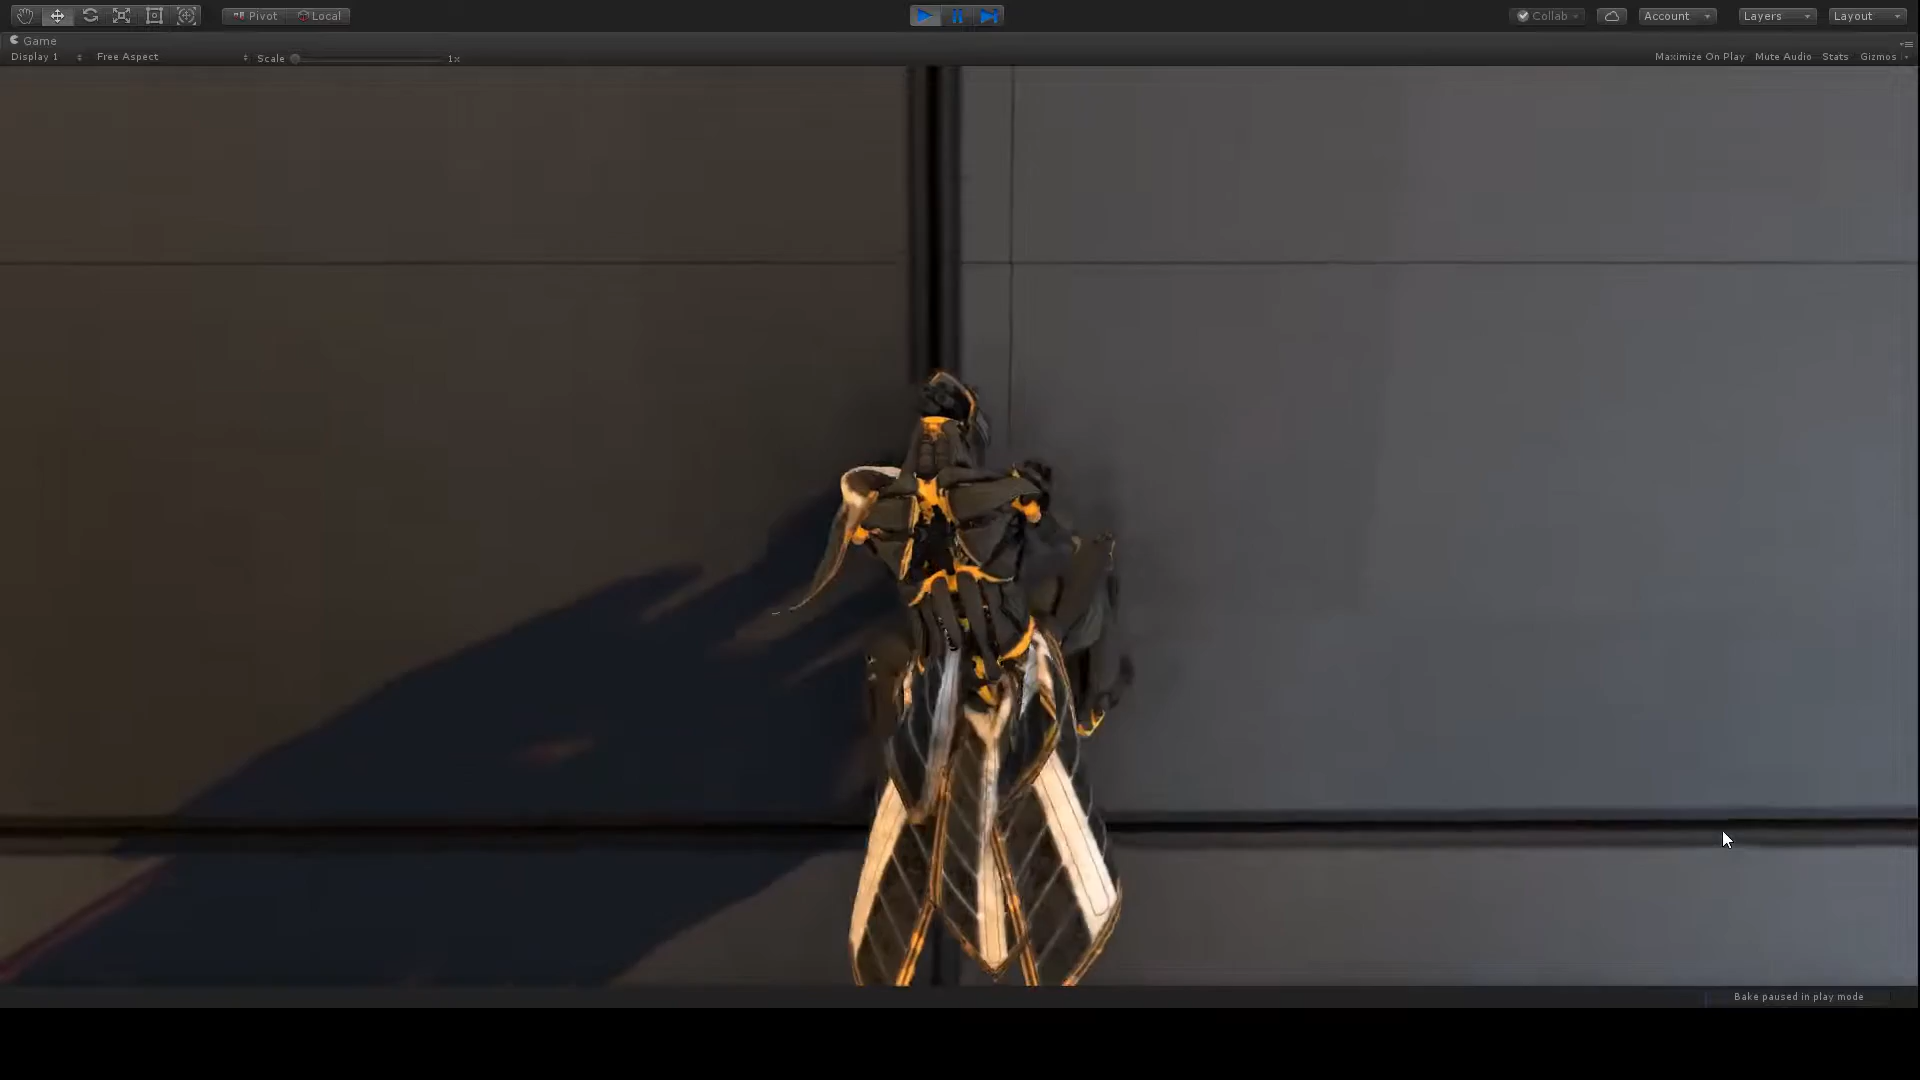 Pivot Local Collab Account Layers Layout
Game
Display 1 Free Aspect Scale 1x Maximize On Play Mute Audio Stats Gizmos
Bake paused in play mode